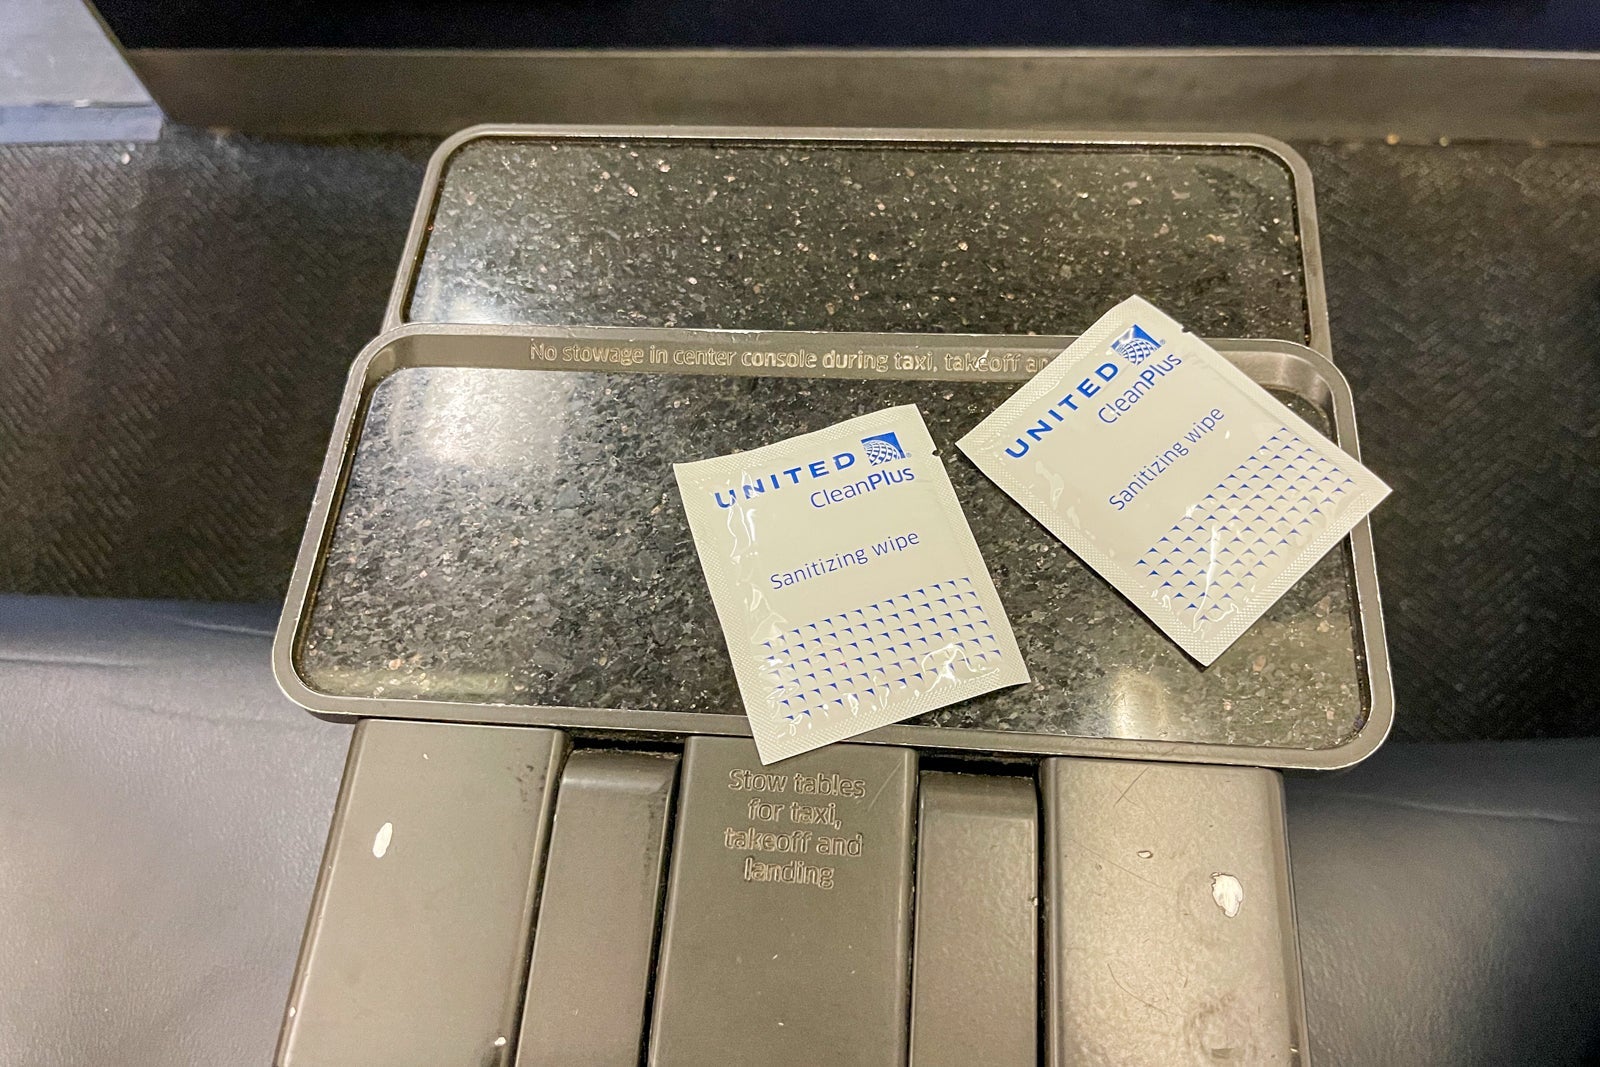 No stowage in center console during taxi, takeoff
UNITED
CleanPlus
Sanitizing wipe
UNITED
CleanPlus
Sanitizing wipe
Stow tables
for taxi,
takeoff and
landing